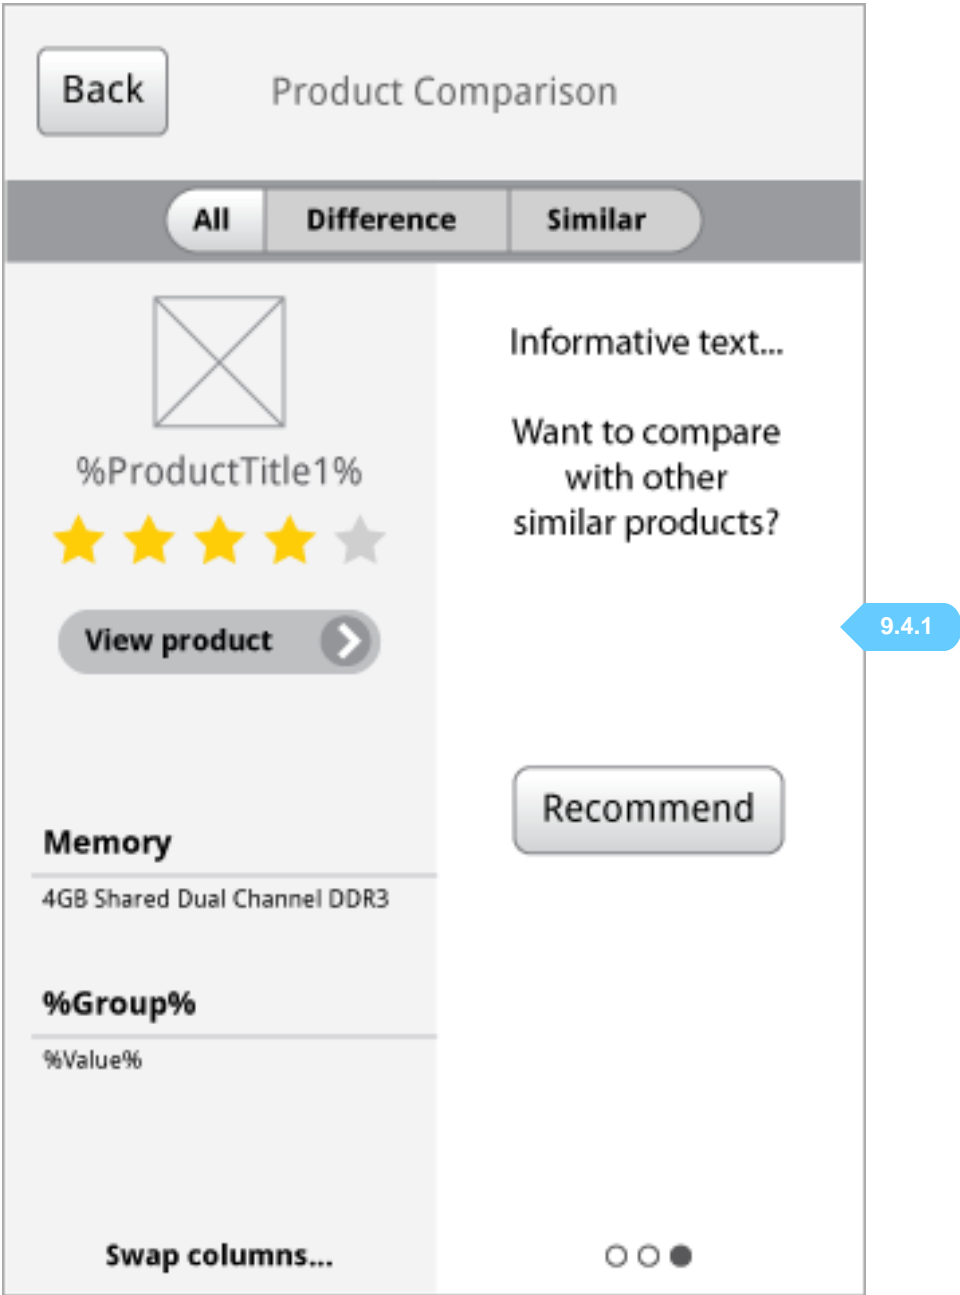 Back
Product Comparison
All
Difference
Similar
%ProductTitle1%
View product
Memory
4GB Shared Dual Channel DDR3
%Group%
%Value%
Swap columns...
Informative text...
Want to compare
with other
similar products?
Recommend
9.4.1